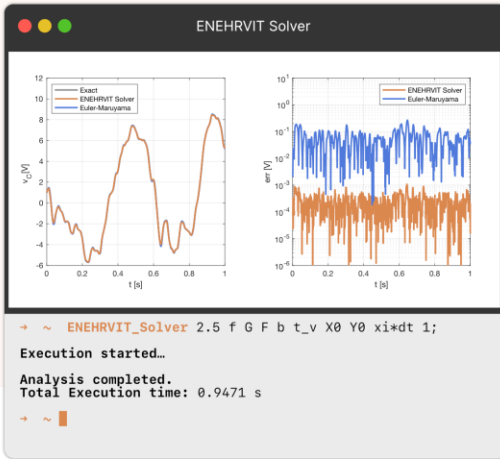 ENEHRVIT Solver
Exact
ENEHRVIT Solver
Euler-Maruyama
12
10
8
6
4
2
0
-2
-4
-6
v_C[V]
0 0.2 0.4 0.6 0.8 1
t [s]
ENEHRVIT Solver
Euler-Maruyama
10^1
10^0
10^-1
10^-2
10^-3
10^-4
10^-5
10^-6
err [V]
0 0.2 0.4 0.6 0.8 1
t [s]
→ ~ ENEHRVIT_Solver 2.5 f G F b t_v X0 Y0 xi*dt 1;
Execution started…
Analysis completed.
Total Execution time: 0.9471 s
→ ~